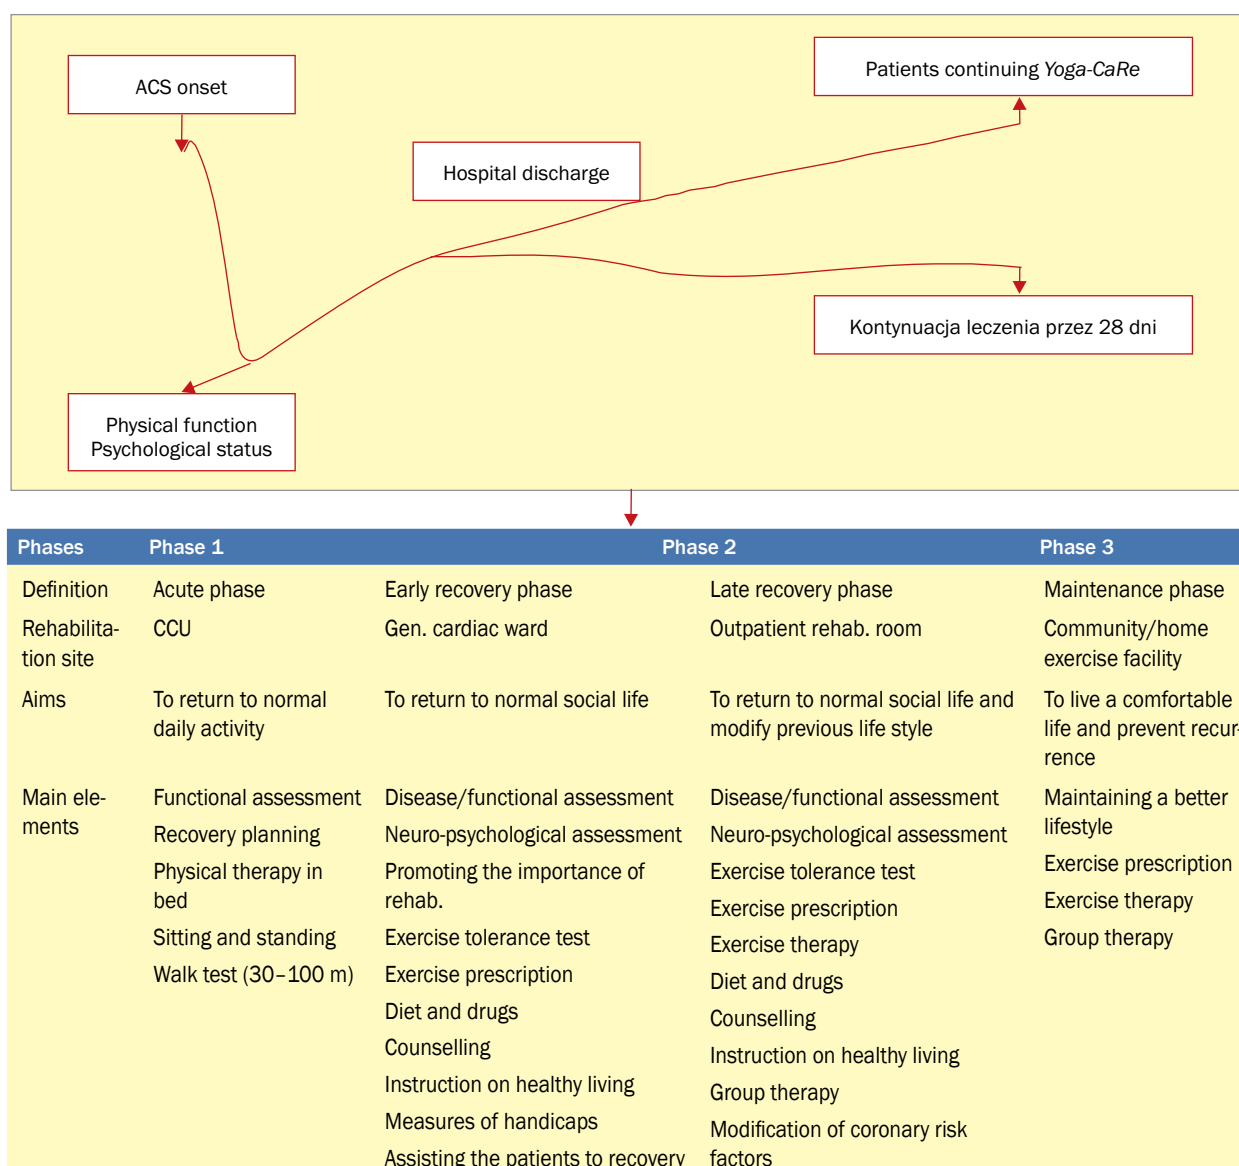 ACS onset
Patients continuing Yoga-CaRe
Hospital discharge
Kontynuacja leczenia przez 28 dni
Physical function
Psychological status
Phases Phase 1 Phase 2 Phase 3
Definition Acute phase Early recovery phase Late recovery phase Maintenance phase
Rehabilita-
tion site
CCU
Gen. cardiac ward
Outpatient rehab. room
Community/home
exercise facility
Aims
To return to normal
daily activity
To return to normal social life
To return to normal social life and
modify previous life style
To live a comfortable
life and prevent recur-
rence
Main ele-
ments
Functional assessment
Recovery planning
Physical therapy in
bed
Sitting and standing
Walk test (30–100 m)
Disease/functional assessment
Neuro-psychological assessment
Promoting the importance of
rehab.
Exercise tolerance test
Exercise prescription
Diet and drugs
Counselling
Instruction on healthy living
Measures of handicaps
Assisting the patients to recovery
Disease/functional assessment
Neuro-psychological assessment
Exercise tolerance test
Exercise prescription
Exercise therapy
Diet and drugs
Counselling
Instruction on healthy living
Group therapy
Modification of coronary risk
factors
Maintaining a better
lifestyle
Exercise prescription
Exercise therapy
Group therapy